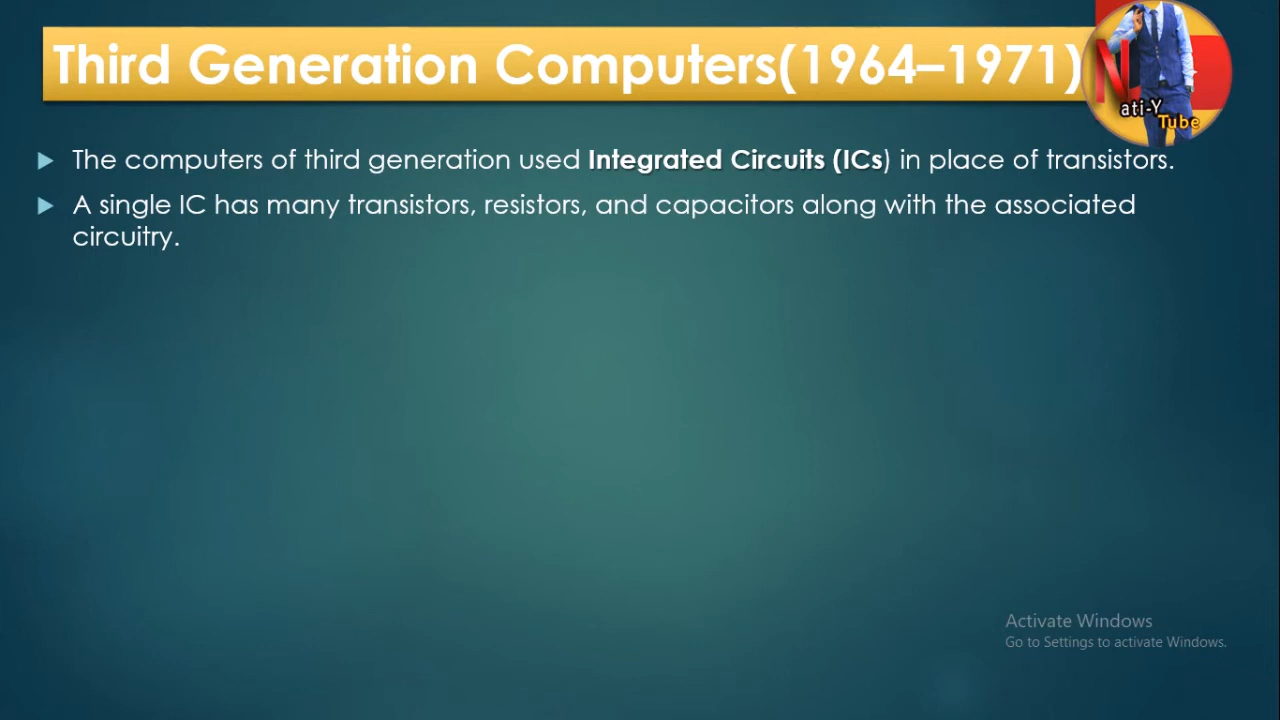 Third Generation Computers(1964–1971)
N
ati-Y
Tube
The computers of third generation used Integrated Circuits (ICs) in place of transistors.
A single IC has many transistors, resistors, and capacitors along with the associated
circuitry.
Activate Windows
Go to Settings to activate Windows.